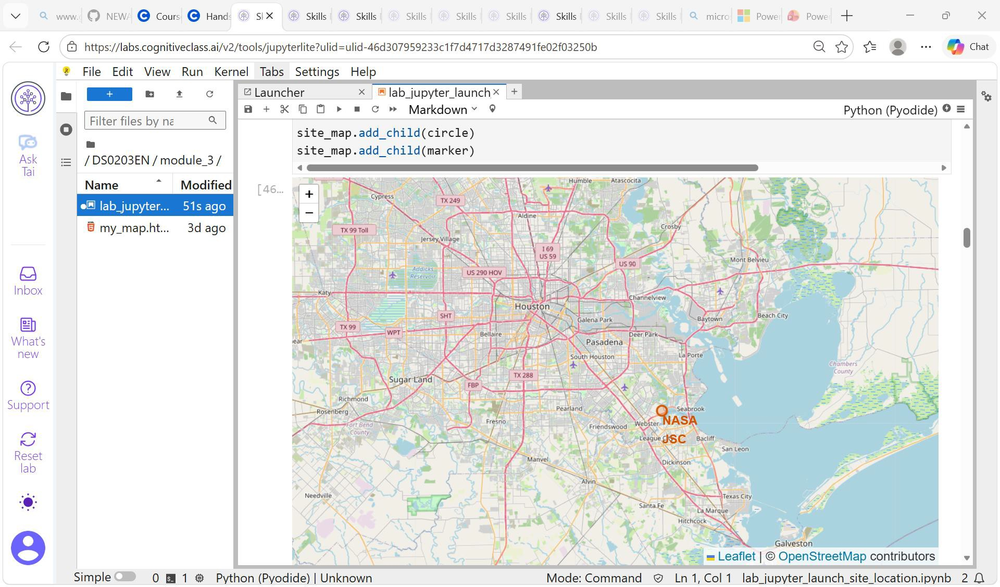 www.g
NEWA
Cours
Hands
S
Skills
Skills
Skills
Skills
Skills
Skills
Skills
Skills
micro
Power
Power
https://labs.cognitiveclass.ai/v2/tools/jupyterlite?ulid=ulid-46d307959233c1f7d4717d3287491fe02f03250b
Chat
File Edit View Run Kernel Tabs Settings Help
Ask
Tai
Inbox
What's
new
Support
Reset
lab
Filter files by na
/ DS0203EN / module_3 /
Name Modified
lab_jupyter... 51s ago
my_map.ht... 3d ago
Launcher
lab_jupyter_launch
Markdown
Python (Pyodide)
site_map.add_child(circle)
site_map.add_child(marker)
[46...
+
−
Humble
Atascocita
Cypress
TX 249
Aldine
TX 99 Toll
Crosby
Jersey Village
I 69
US 59
Mont Belvieu
US 90
Addicks
Reservoir
US 290 HOV
Katy
Channelview
Houston
SHT
Galena Park
Baytown
Beach City
TX 99
WPT
Bellaire
Deer Park
ear
Pasadena
South Houston
La Porte
Chambers
County
TX 288
Sugar Land
FBP
Richmond
Rosenberg
Pearland
Seabrook
Fresno
Fort Bend
County
Friendswood
Webster
NASA
JSC
League
Bacliff
San Leon
Manvel
Dickinson
Alvin
Needville
Texas City
Santa Fe
La Marque
Hitchcock
Galveston
Leaflet | © OpenStreetMap contributors
Simple 0 1 Python (Pyodide) | Unknown Mode: Command Ln 1, Col 1 lab_jupyter_launch_site_location.ipynb 2